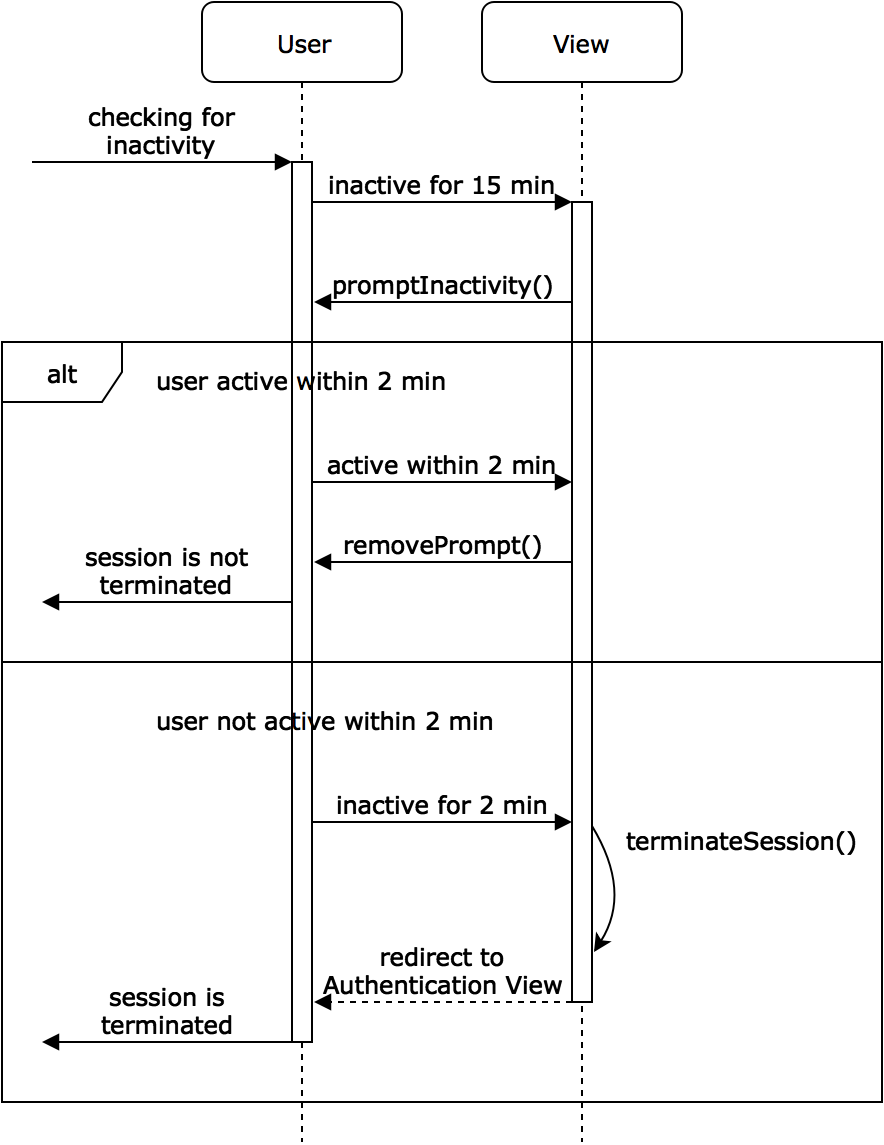 User
View
checking for
inactivity
inactive for 15 min
promptInactivity()
alt
user active within 2 min
active within 2 min
removePrompt()
session is not
terminated
user not active within 2 min
inactive for 2 min
terminateSession()
redirect to
Authentication View
session is
terminated